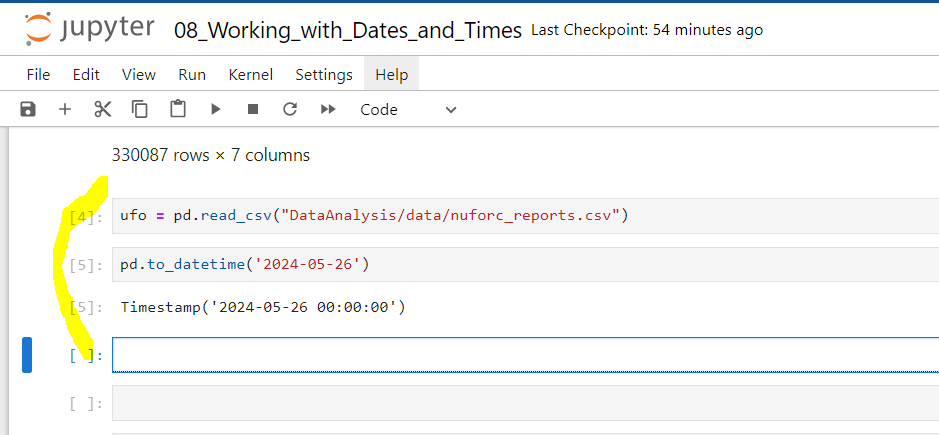 jupyter 08_Working_with_Dates_and_Times Last Checkpoint: 54 minutes ago
File Edit View Run Kernel Settings Help
Code
330087 rows × 7 columns
[4]: ufo = pd.read_csv("DataAnalysis/data/nuforc_reports.csv")
[5]: pd.to_datetime('2024-05-26')
[5]: Timestamp('2024-05-26 00:00:00')
[ ]:
[ ]: